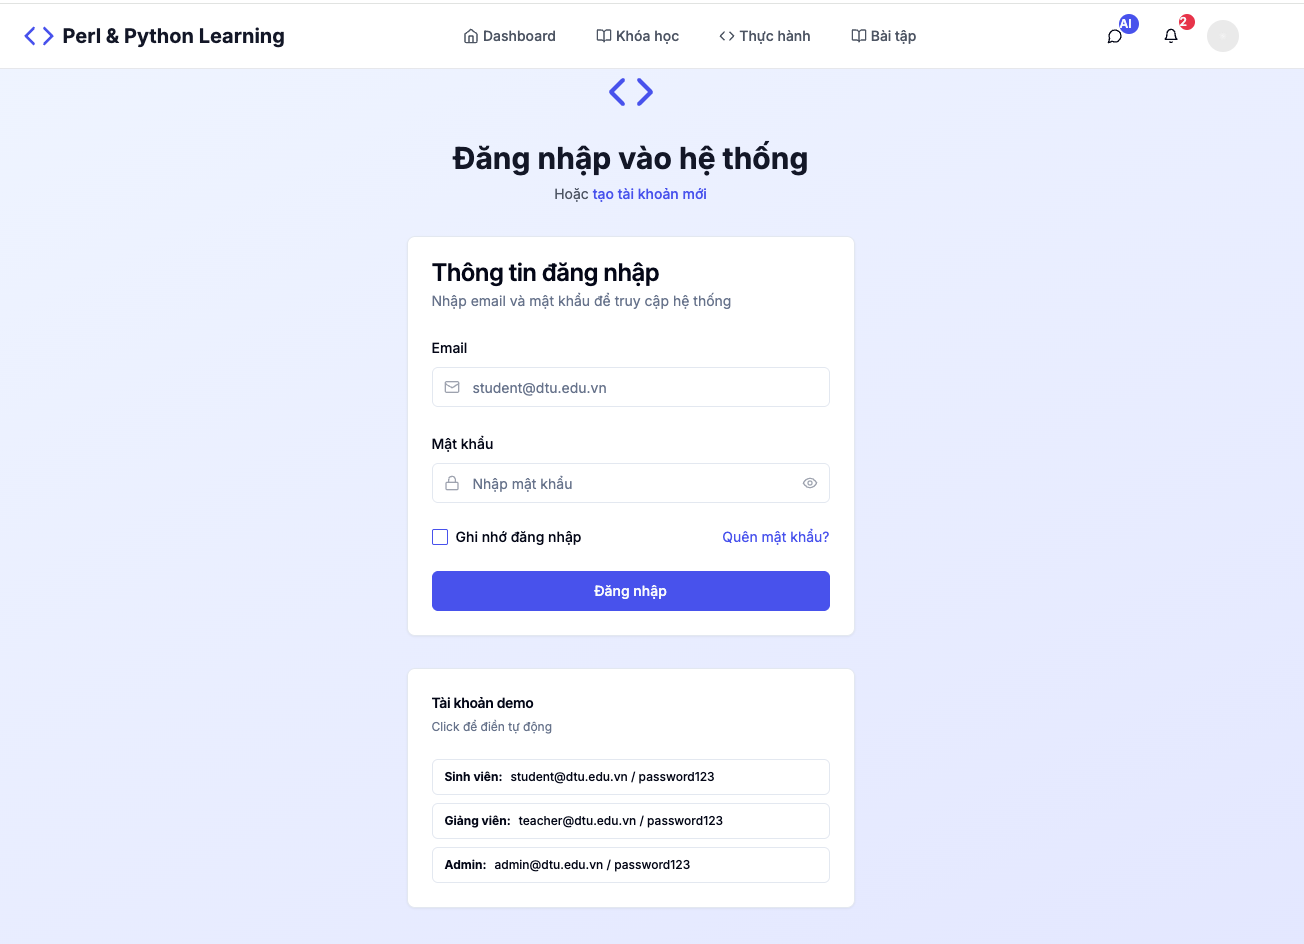 Perl & Python Learning
Dashboard
Khóa học
Thực hành
Bài tập
AI
2
Đăng nhập vào hệ thống
Hoặc tạo tài khoản mới
Thông tin đăng nhập
Nhập email và mật khẩu để truy cập hệ thống
Email
student@dtu.edu.vn
Mật khẩu
Nhập mật khẩu
Ghi nhớ đăng nhập
Quên mật khẩu?
Đăng nhập
Tài khoản demo
Click để điền tự động
Sinh viên: student@dtu.edu.vn / password123
Giảng viên: teacher@dtu.edu.vn / password123
Admin: admin@dtu.edu.vn / password123